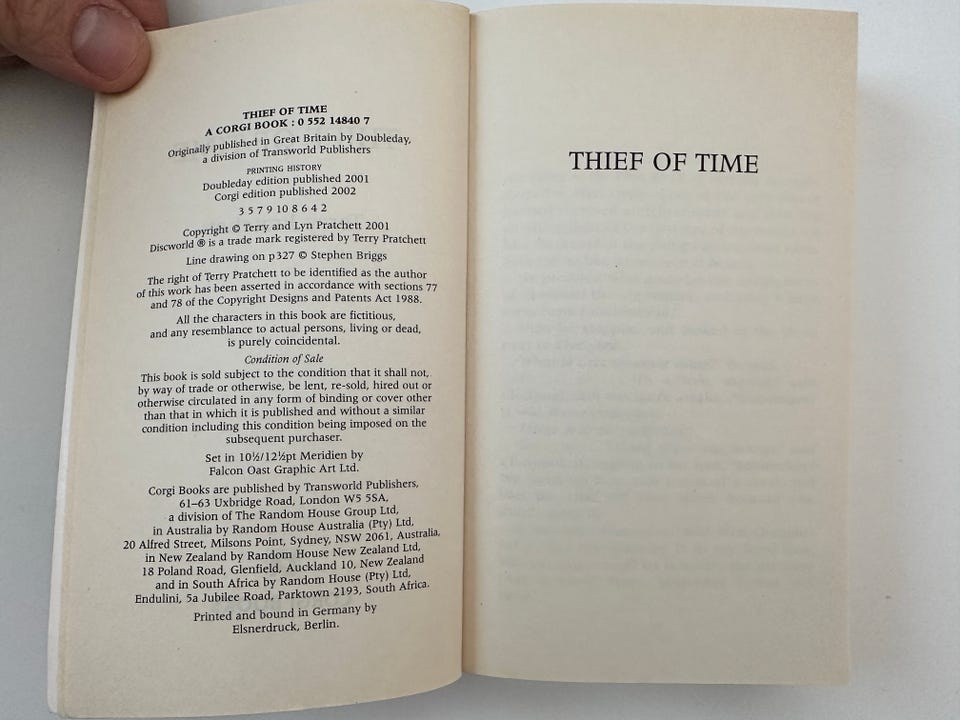 THIEF OF TIME
A CORGI BOOK : 0 552 14840 7
Originally published in Great Britain by Doubleday,
a division of Transworld Publishers
PRINTING HISTORY
Doubleday edition published 2001
Corgi edition published 2002
3 5 7 9 10 8 6 4 2
Copyright © Terry and Lyn Pratchett 2001
Discworld ® is a trade mark registered by Terry Pratchett
Line drawing on p327 © Stephen Briggs
The right of Terry Pratchett to be identified as the author
of this work has been asserted in accordance with sections 77
and 78 of the Copyright Designs and Patents Act 1988.
All the characters in this book are fictitious,
and any resemblance to actual persons, living or dead,
is purely coincidental.
Condition of Sale
This book is sold subject to the condition that it shall not,
by way of trade or otherwise, be lent, re-sold, hired out or
otherwise circulated in any form of binding or cover other
than that in which it is published and without a similar
condition including this condition being imposed on the
subsequent purchaser.
Set in 10½/12½pt Meridien by
Falcon Oast Graphic Art Ltd.
Corgi Books are published by Transworld Publishers,
61–63 Uxbridge Road, London W5 5SA,
a division of The Random House Group Ltd,
in Australia by Random House Australia (Pty) Ltd,
20 Alfred Street, Milsons Point, Sydney, NSW 2061, Australia,
in New Zealand by Random House New Zealand Ltd,
18 Poland Road, Glenfield, Auckland 10, New Zealand
and in South Africa by Random House (Pty) Ltd,
Endulini, 5a Jubilee Road, Parktown 2193, South Africa.
Printed and bound in Germany by
Elsnerdruck, Berlin.
THIEF OF TIME